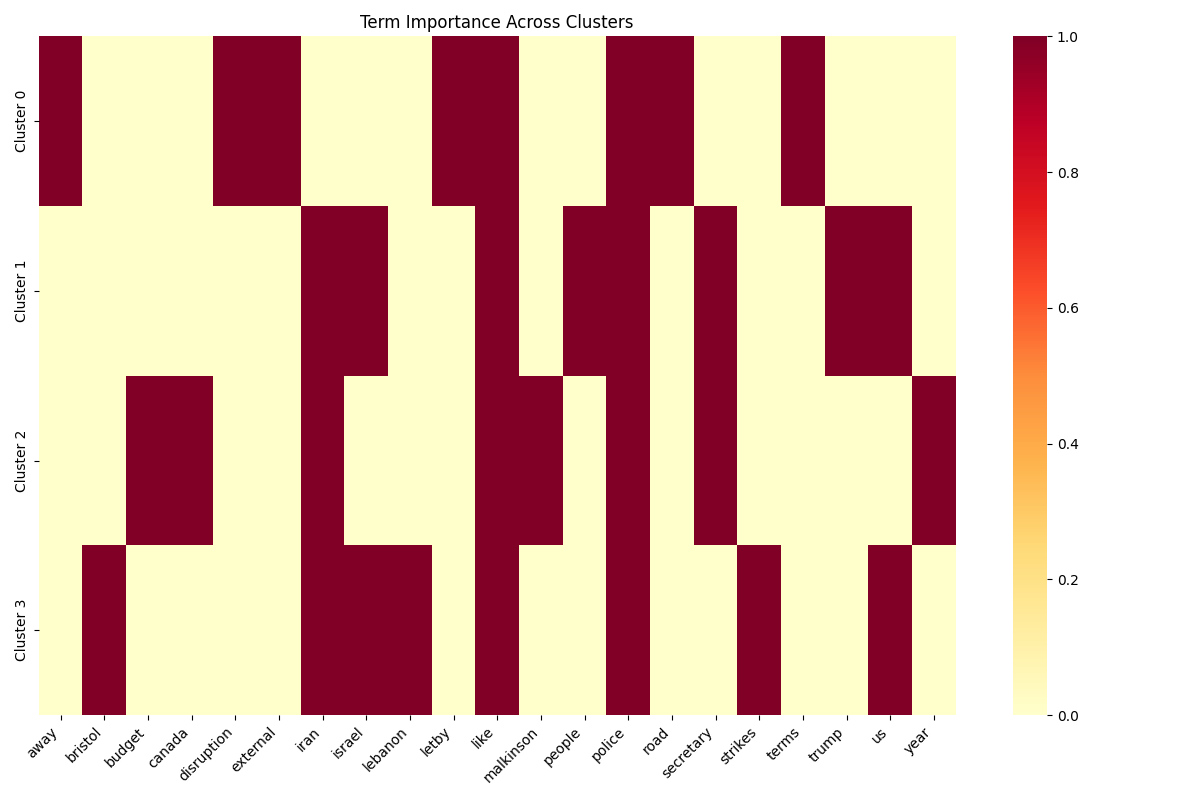 Term Importance Across Clusters
Cluster 0
Cluster 1
Cluster 2
Cluster 3
away
bristol
budget
canada
disruption
external
iran
israel
lebanon
letby
like
malkinson
people
police
road
secretary
strikes
terms
trump
us
year
1.0
0.8
0.6
0.4
0.2
0.0